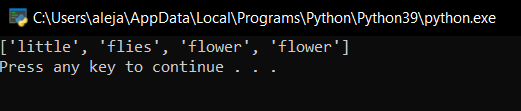 C:\Users\aleja\AppData\Local\Programs\Python\Python39\python.exe
['little', 'flies', 'flower', 'flower']
Press any key to continue . . .